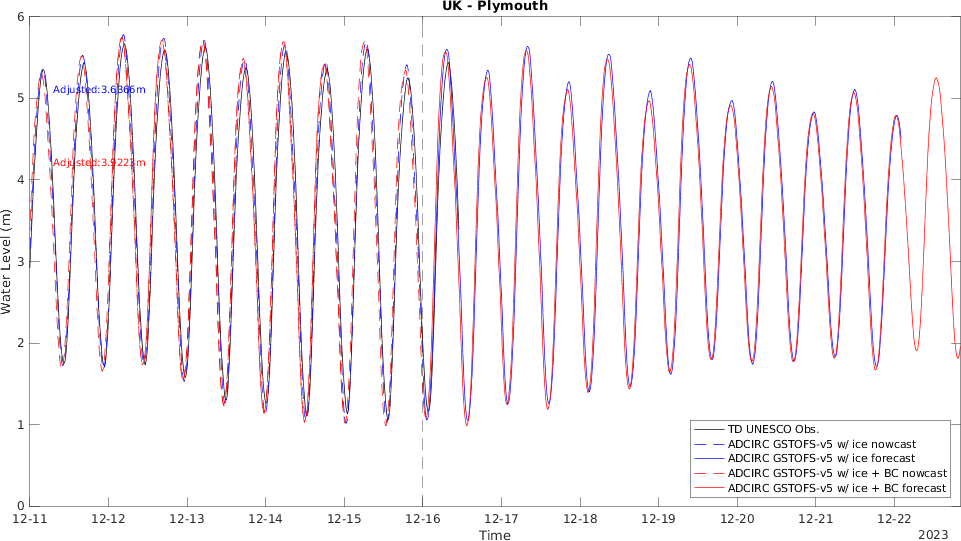 UK - Plymouth
6
5
4
3
2
1
0
Water Level (m)
Adjusted:3.6366m
Adjusted:3.9223m
TD UNESCO Obs.
ADCIRC GSTOFS-v5 w/ ice nowcast
ADCIRC GSTOFS-v5 w/ ice forecast
ADCIRC GSTOFS-v5 w/ ice + BC nowcast
ADCIRC GSTOFS-v5 w/ ice + BC forecast
12-11 12-12 12-13 12-14 12-15 12-16 12-17 12-18 12-19 12-20 12-21 12-22
Time
2023